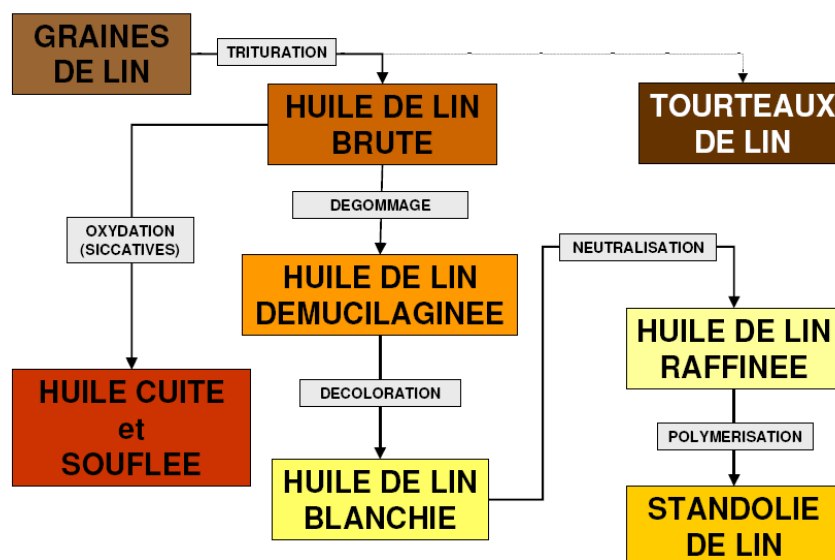 GRAINES
DE LIN
TRITURATION
HUILE DE LIN
BRUTE
TOURTEAUX
DE LIN
DEGOMMAGE
OXYDATION
(SICCATIVES)
NEUTRALISATION
HUILE DE LIN
DEMUCILAGINEE
HUILE DE LIN
RAFFINEE
HUILE CUITE
et
SOUFLEE
DECOLORATION
POLYMERISATION
HUILE DE LIN
BLANCHIE
STANDOLIE
DE LIN